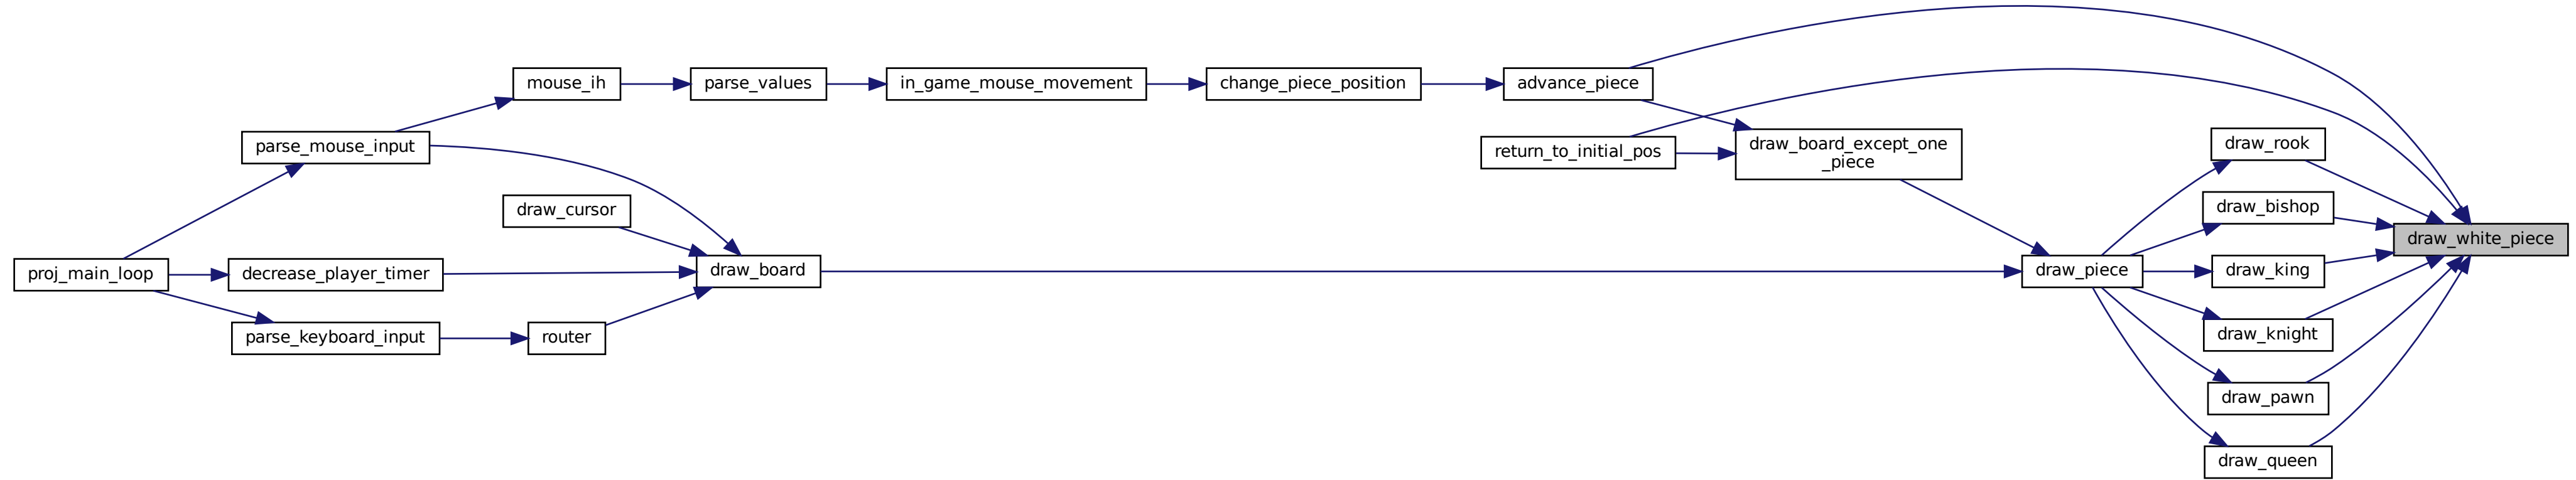 mouse_ih
parse_values
in_game_mouse_movement
change_piece_position
advance_piece
parse_mouse_input
return_to_initial_pos
draw_board_except_one
_piece
draw_rook
draw_cursor
draw_bishop
draw_white_piece
proj_main_loop
decrease_player_timer
draw_board
draw_piece
draw_king
parse_keyboard_input
router
draw_knight
draw_pawn
draw_queen